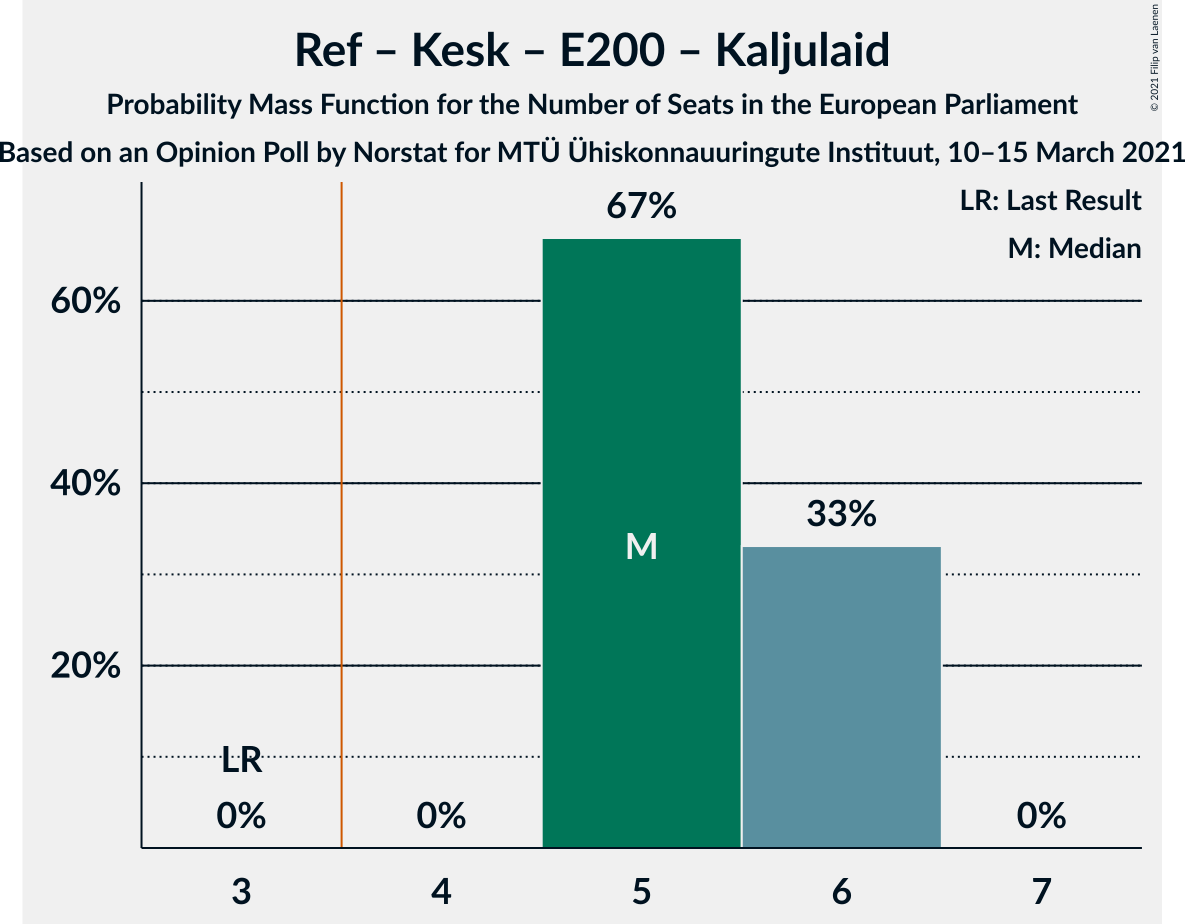 Ref – Kesk – E200 – Kaljulaid
Probability Mass Function for the Number of Seats in the European Parliament
Based on an Opinion Poll by Norstat for MTÜ Ühiskonnauuringute Instituut, 10–15 March 2021
© 2021 Filip van Laenen
LR: Last Result
M: Median
67%
60%
40%
33%
M
20%
LR
0%
0%
0%
3
4
5
6
7